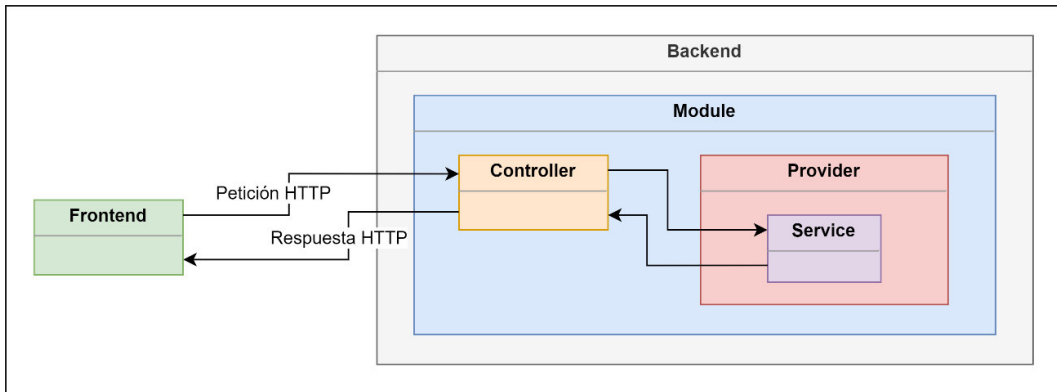 Backend
Module
Controller
Provider
Petición HTTP
Frontend
Service
Respuesta HTTP